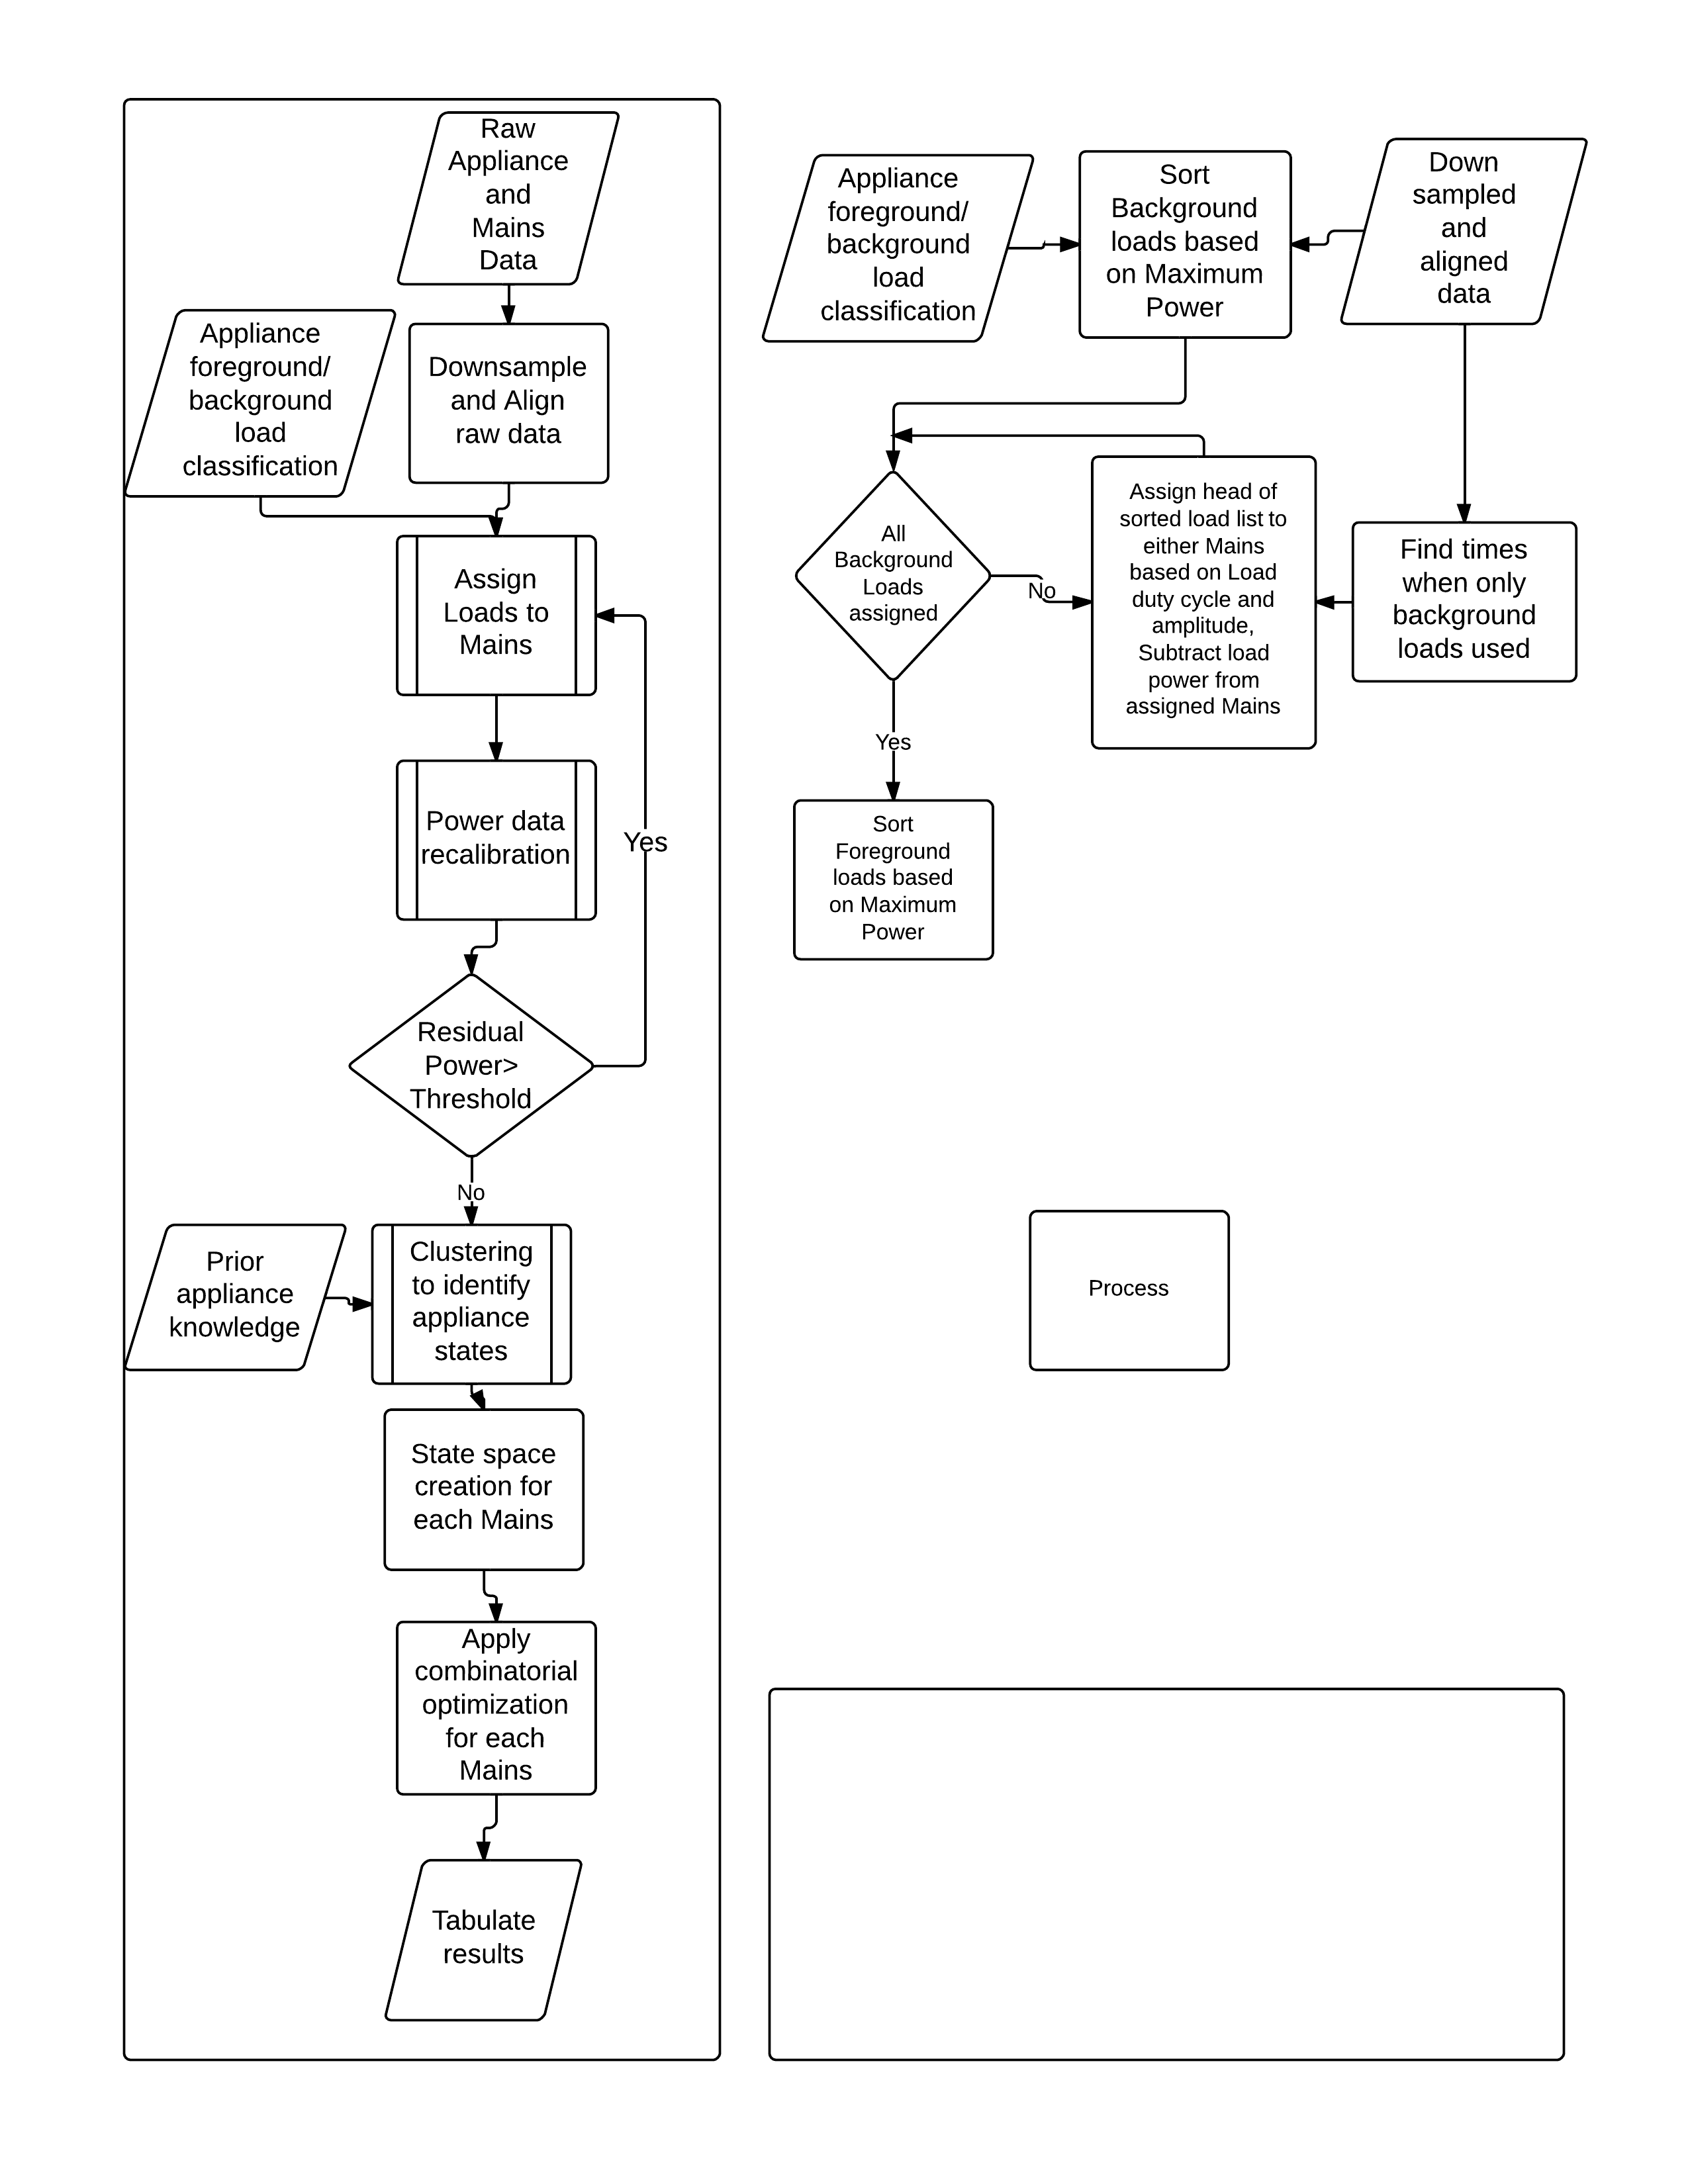 Raw
Appliance
and
Mains
Data
Appliance
foreground/
background
load
classification
Downsample
and Align
raw data
Assign
Loads to
Mains
Power data
recalibration
Yes
Residual
Power>
Threshold
No
Prior
appliance
knowledge
Clustering
to identify
appliance
states
State space
creation for
each Mains
Apply
combinatorial
optimization
for each
Mains
Tabulate
results
Appliance
foreground/
background
load
classification
Sort
Background
loads based
on Maximum
Power
Down
sampled
and
aligned
data
All
Background
Loads
assigned
No
Assign head of
sorted load list to
either Mains
based on Load
duty cycle and
amplitude,
Subtract load
power from
assigned Mains
Find times
when only
background
loads used
Yes
Sort
Foreground
loads based
on Maximum
Power
Process